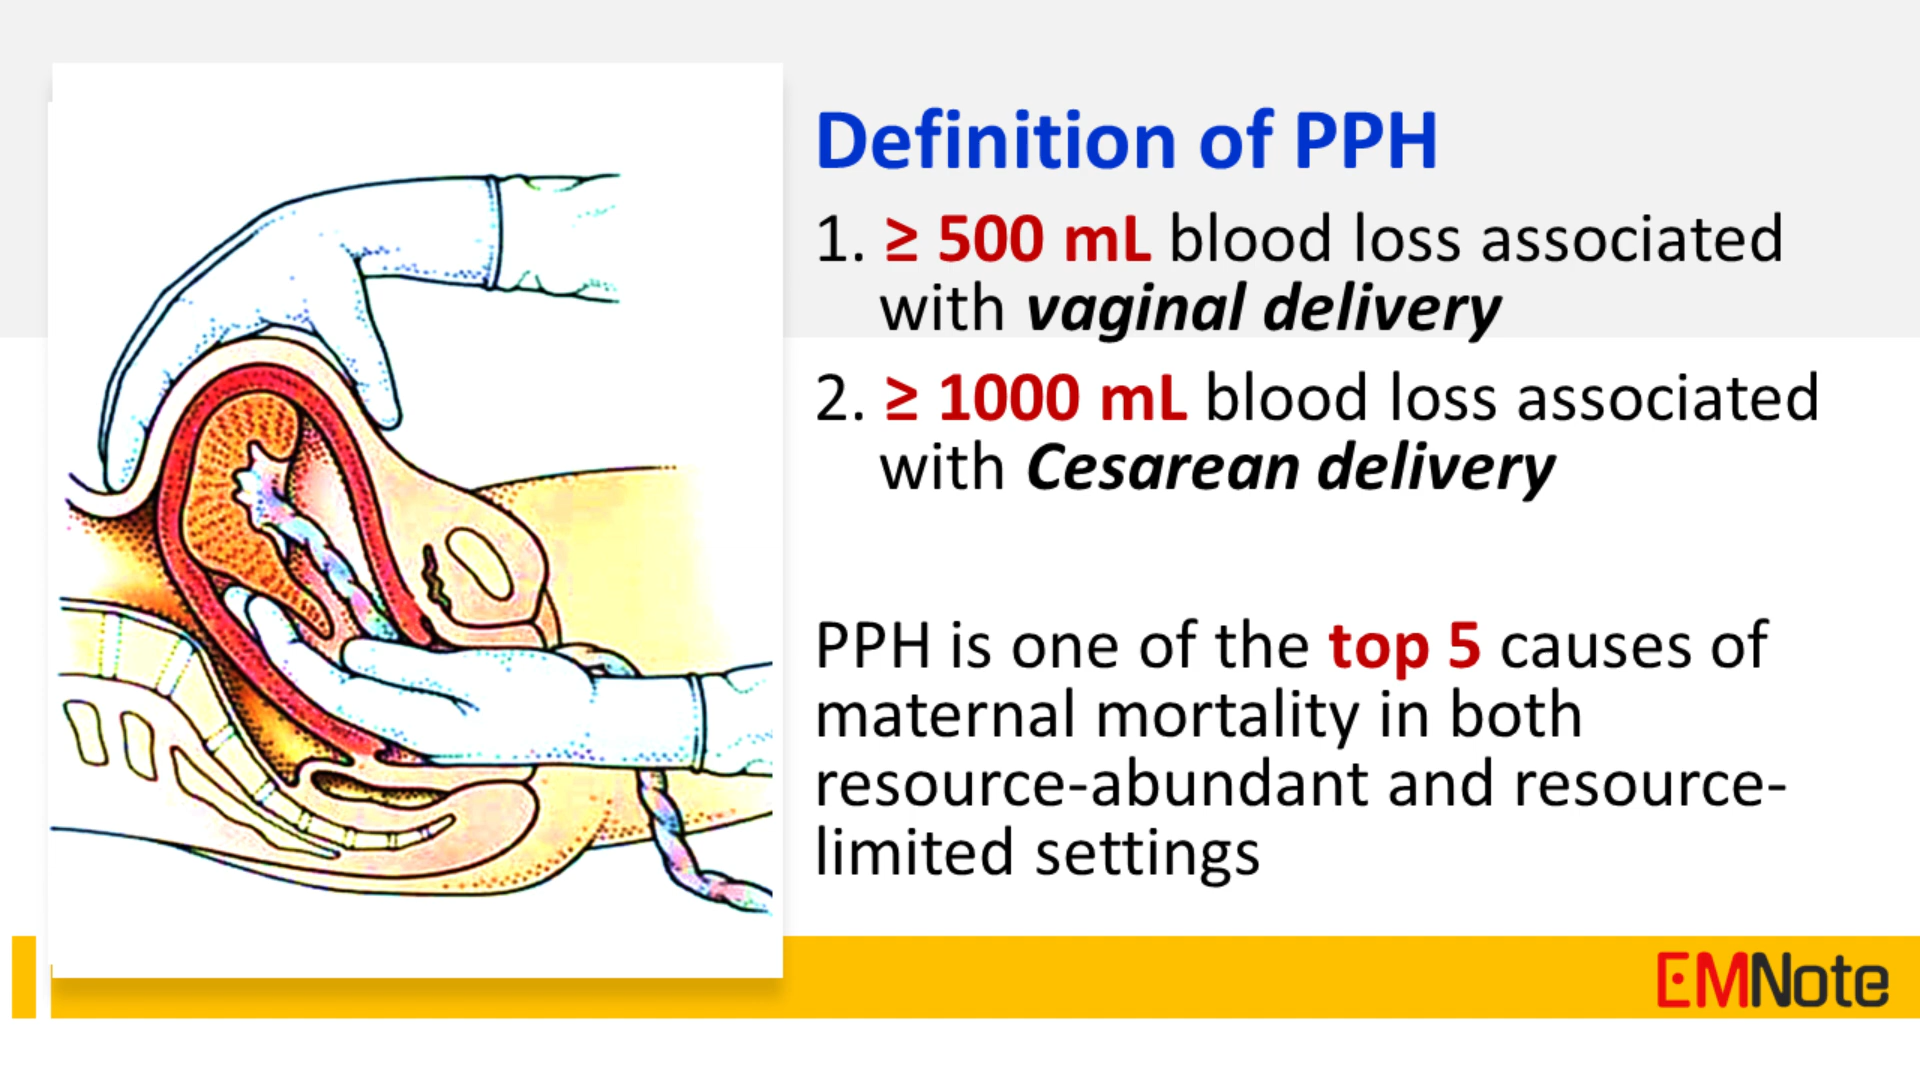 Definition of PPH
1. ≥ 500 mL blood loss associated
with vaginal delivery
2. ≥ 1000 mL blood loss associated
with Cesarean delivery
PPH is one of the top 5 causes of
maternal mortality in both
resource-abundant and resource-
limited settings
EMNote